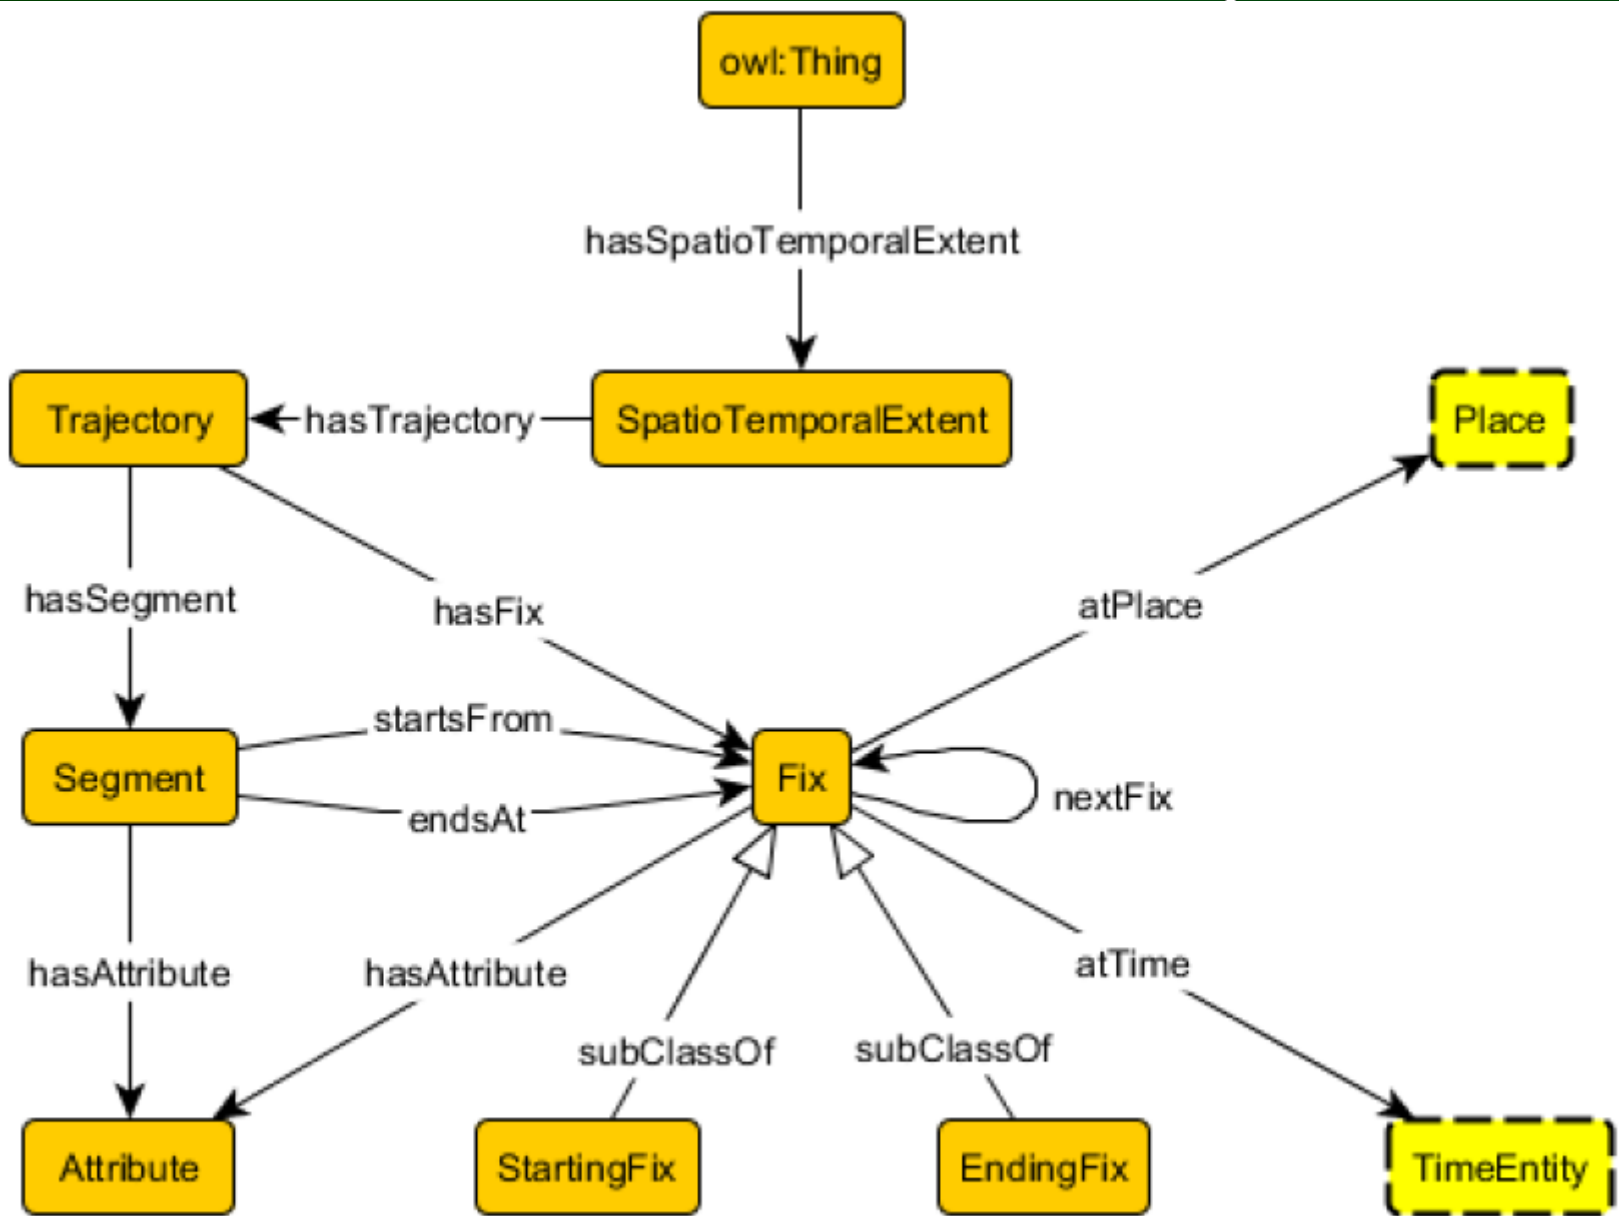 owl:Thing
hasSpatioTemporalExtent
Trajectory
hasTrajectory
SpatioTemporalExtent
Place
hasSegment
hasFix
atPlace
startsFrom
Segment
Fix
nextFix
endsAt
hasAttribute
hasAttribute
atTime
subClassOf
subClassOf
Attribute
StartingFix
EndingFix
TimeEntity